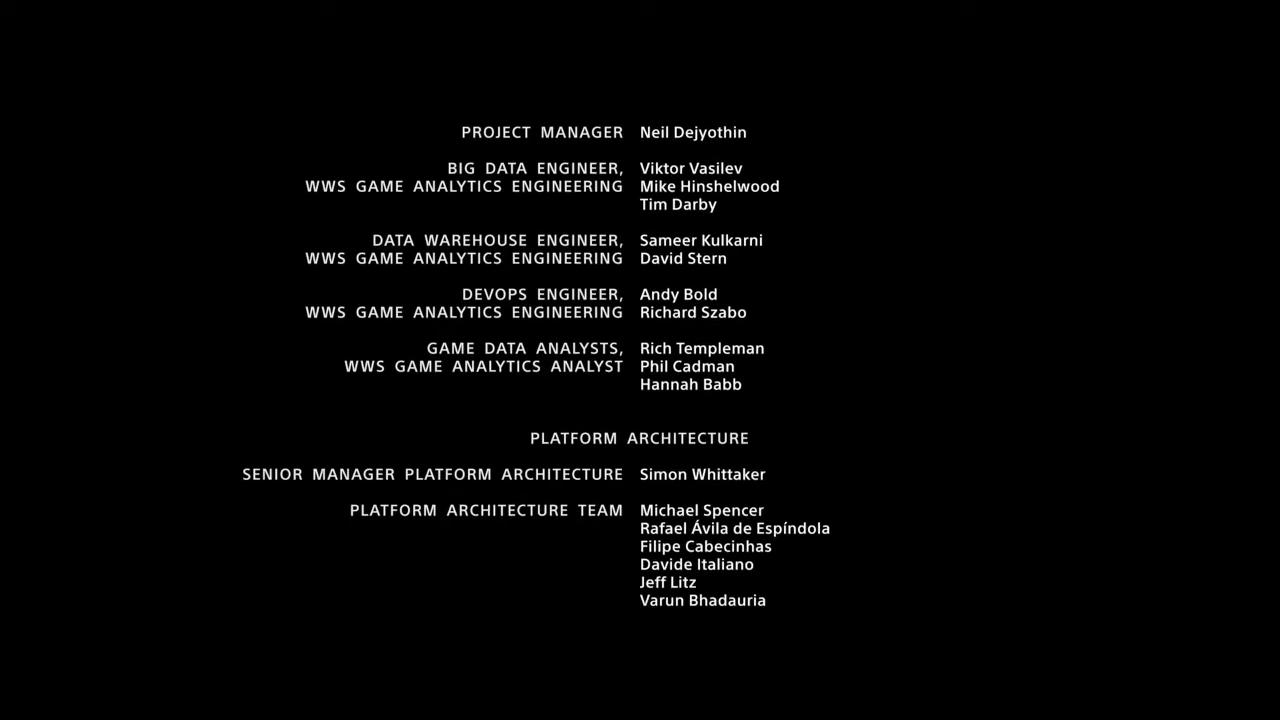 PROJECT MANAGER Neil Dejyothin
BIG DATA ENGINEER, Viktor Vasilev
WWS GAME ANALYTICS ENGINEERING Mike Hinshelwood
Tim Darby
DATA WAREHOUSE ENGINEER, Sameer Kulkarni
WWS GAME ANALYTICS ENGINEERING David Stern
DEVOPS ENGINEER, Andy Bold
WWS GAME ANALYTICS ENGINEERING Richard Szabo
GAME DATA ANALYSTS, Rich Templeman
WWS GAME ANALYTICS ANALYST Phil Cadman
Hannah Babb
PLATFORM ARCHITECTURE
SENIOR MANAGER PLATFORM ARCHITECTURE Simon Whittaker
PLATFORM ARCHITECTURE TEAM Michael Spencer
Rafael Ávila de Espíndola
Filipe Cabecinhas
Davide Italiano
Jeff Litz
Varun Bhadauria